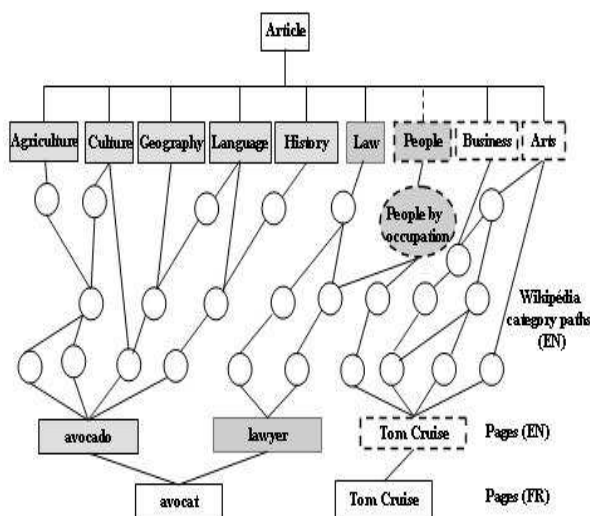 Article
Agriculture Culture Geography Language History Law People Business Arts
People by
occupation
Wikipédia
category paths
(EN)
avocado lawyer Tom Cruise Pages (EN)
avocat Tom Cruise Pages (FR)